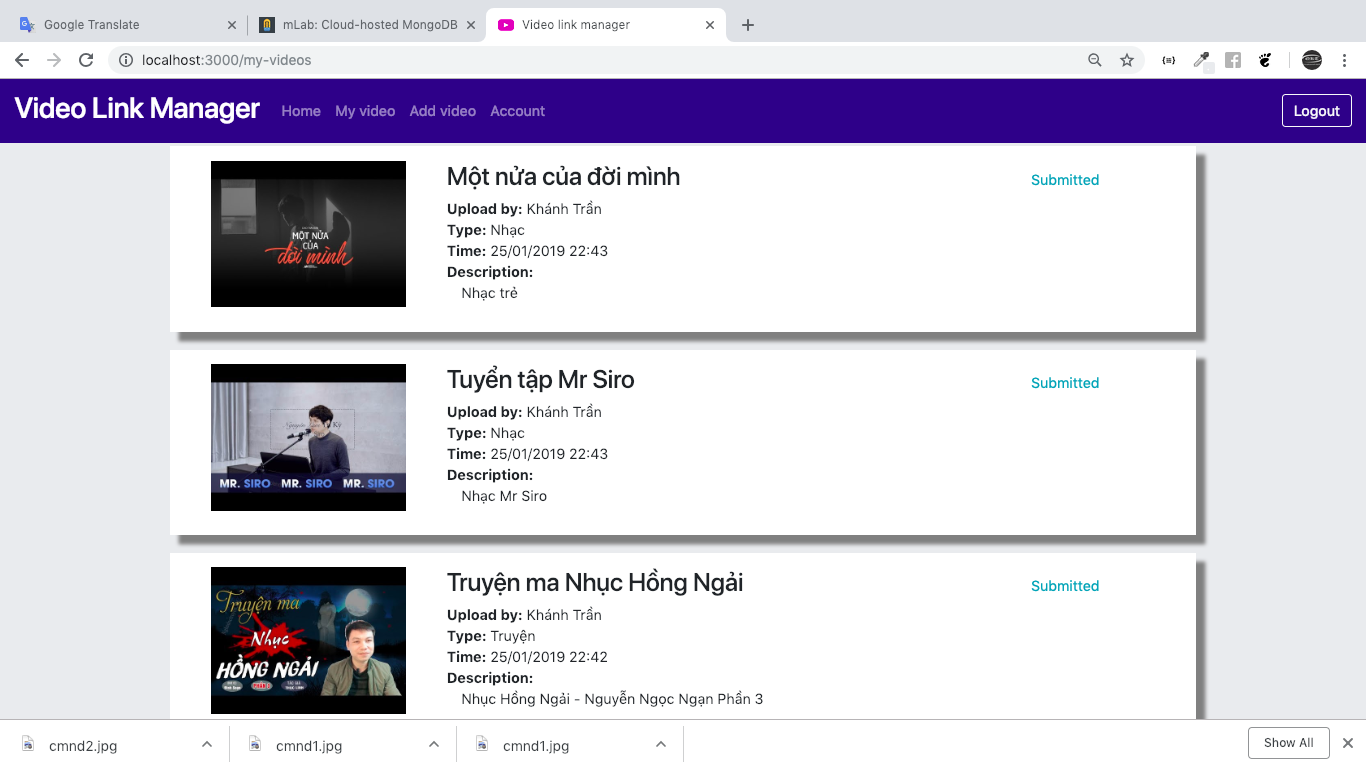 Google Translate
mLab: Cloud-hosted MongoDB
Video link manager
localhost:3000/my-videos
Video Link Manager
Home
My video
Add video
Account
Logout
MỘT NỬA
CỦA
đời mình
Một nửa của đời mình
Submitted
Upload by: Khánh Trần
Type: Nhạc
Time: 25/01/2019 22:43
Description:
Nhạc trẻ
MR. SIRO MR. SIRO MR. SIRO
Tuyển tập Mr Siro
Submitted
Upload by: Khánh Trần
Type: Nhạc
Time: 25/01/2019 22:43
Description:
Nhạc Mr Siro
Truyện ma
Nhục
HỒNG NGẢI
Truyện ma Nhục Hồng Ngải
Submitted
Upload by: Khánh Trần
Type: Truyện
Time: 25/01/2019 22:42
Description:
Nhục Hồng Ngải - Nguyễn Ngọc Ngạn Phần 3
cmnd2.jpg
cmnd1.jpg
cmnd1.jpg
Show All